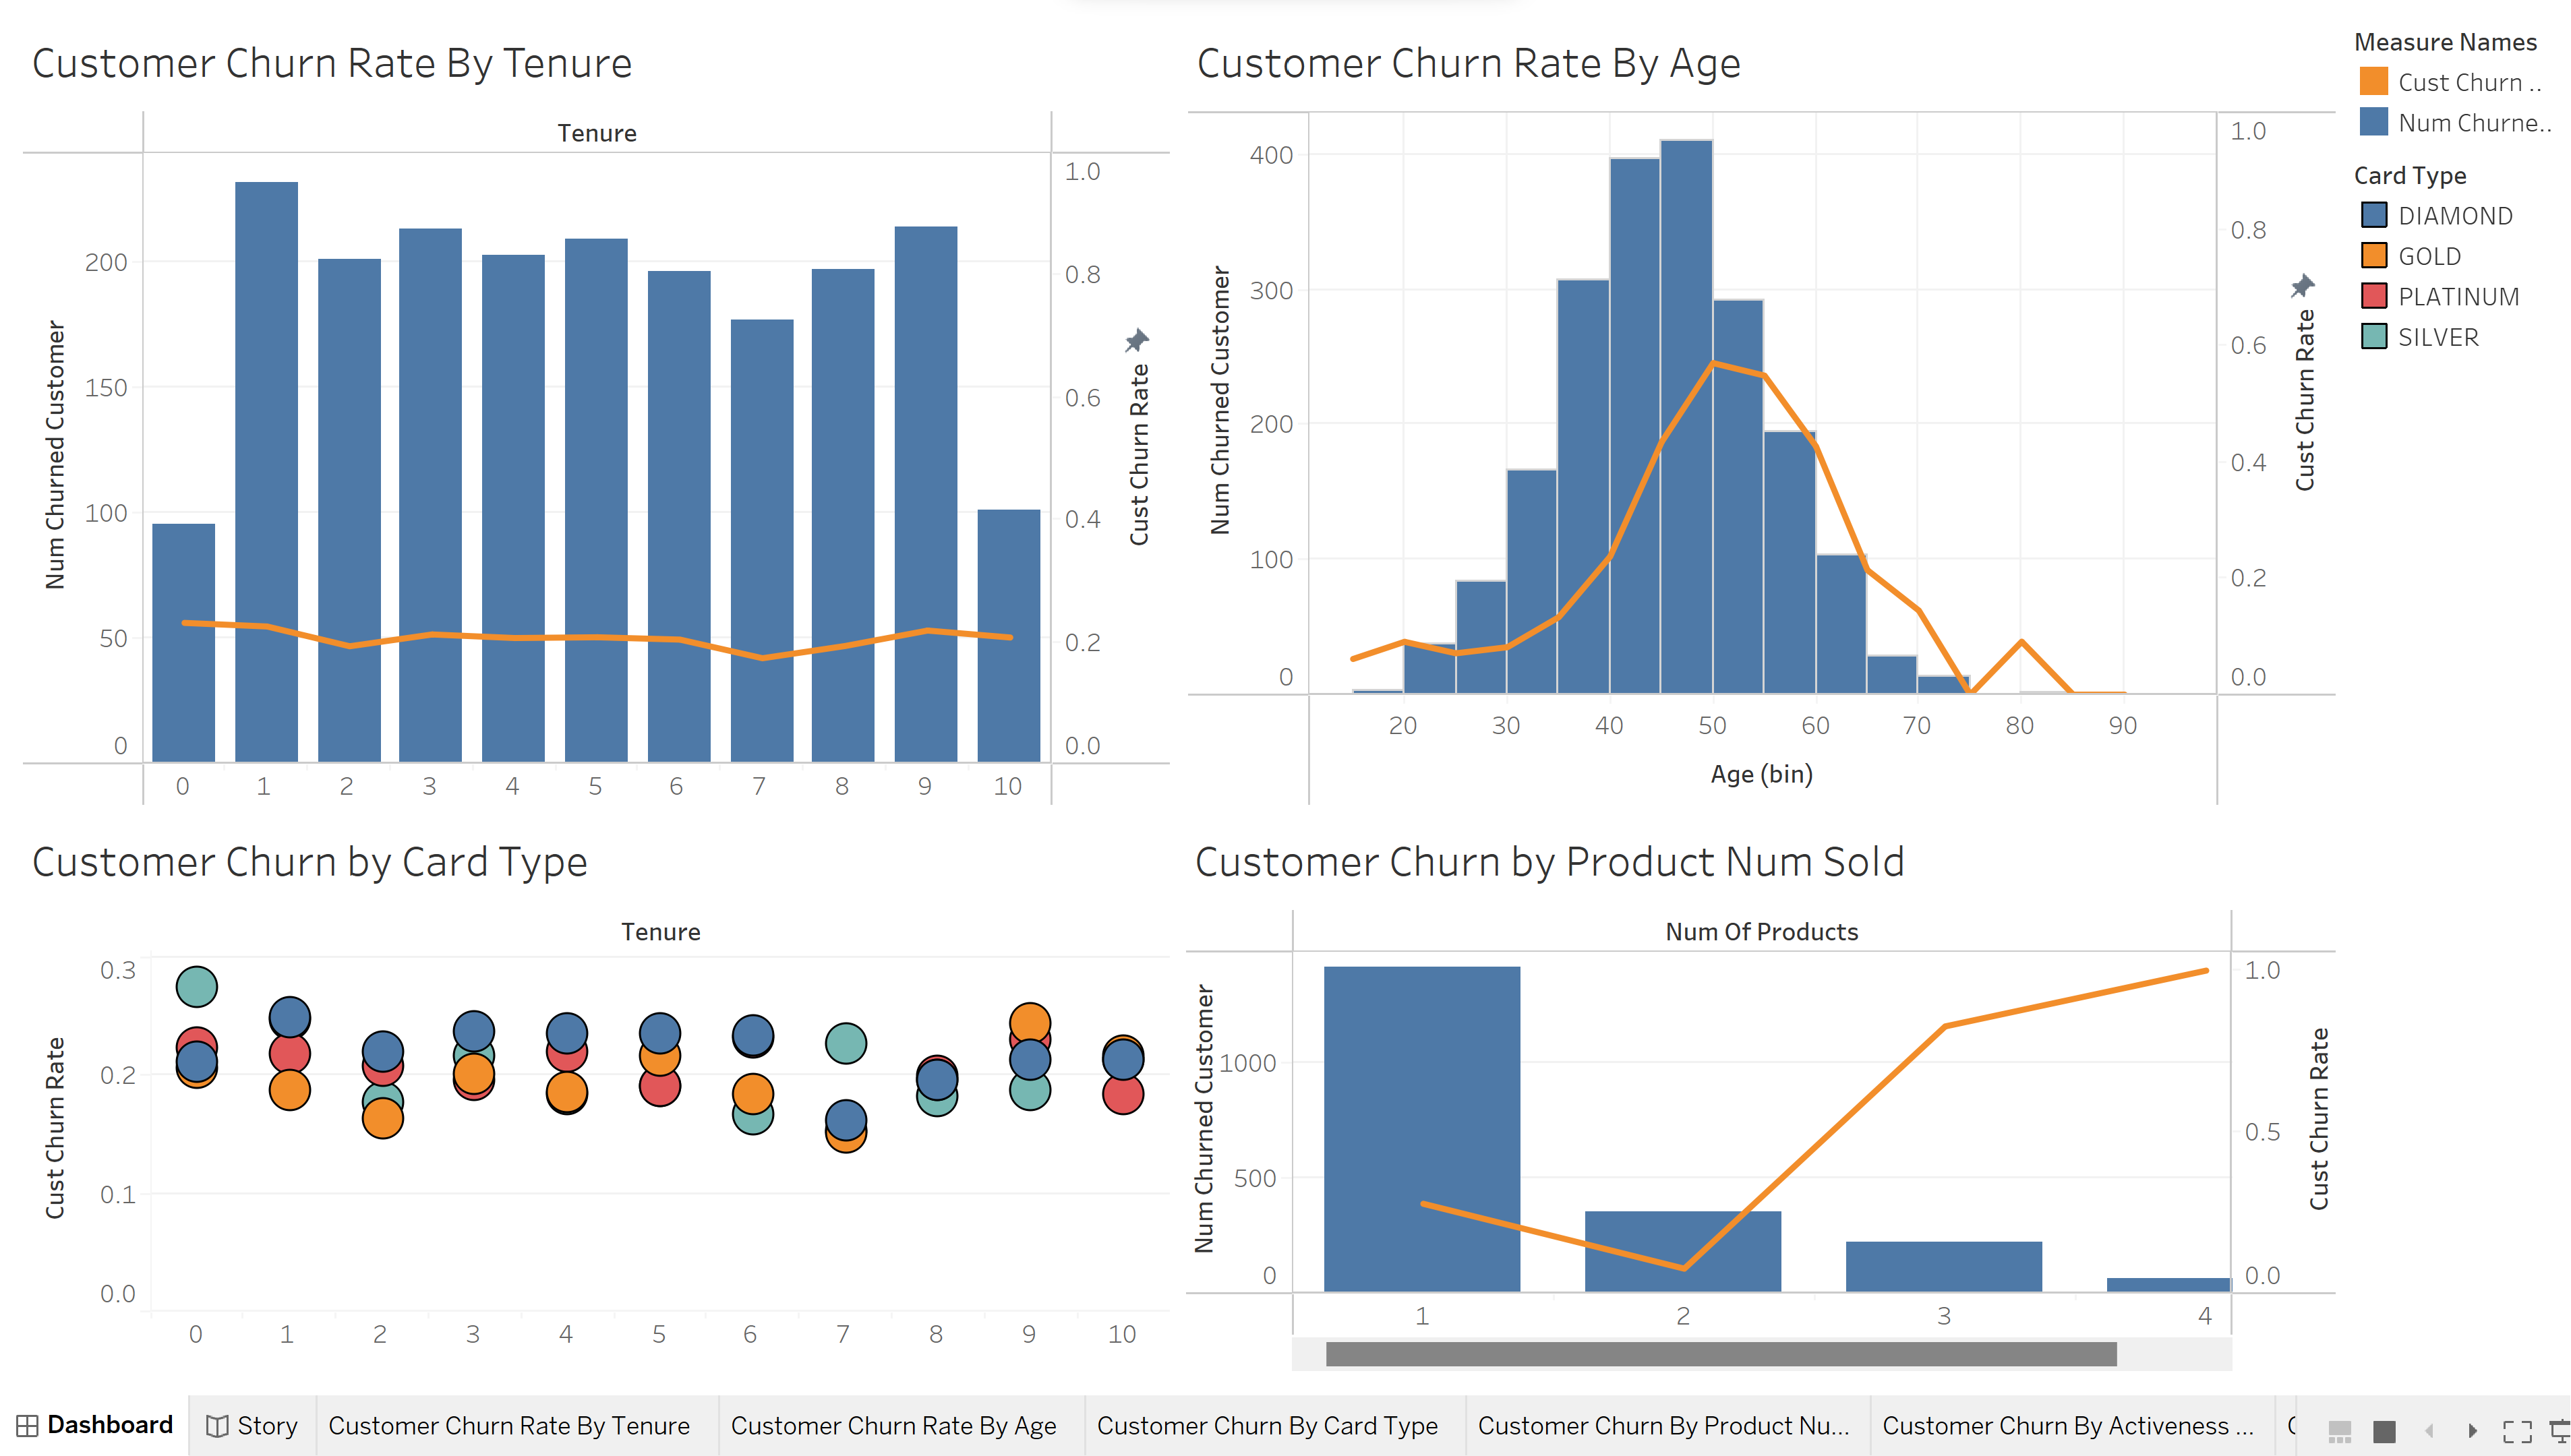 Customer Churn Rate By Tenure
Tenure
Num Churned Customer
200
150
100
50
0
1.0
0.8
0.6
0.4
0.2
0.0
Cust Churn Rate
0 1 2 3 4 5 6 7 8 9 10
Customer Churn Rate By Age
Num Churned Customer
400
300
200
100
0
1.0
0.8
0.6
0.4
0.2
0.0
Cust Churn Rate
20 30 40 50 60 70 80 90
Age (bin)
Measure Names
Cust Churn ..
Num Churne..
Card Type
DIAMOND
GOLD
PLATINUM
SILVER
Customer Churn by Card Type
Tenure
Cust Churn Rate
0.3
0.2
0.1
0.0
0 1 2 3 4 5 6 7 8 9 10
Customer Churn by Product Num Sold
Num Of Products
Num Churned Customer
1000
500
0
1.0
0.5
0.0
Cust Churn Rate
1 2 3 4
Dashboard Story Customer Churn Rate By Tenure Customer Churn Rate By Age Customer Churn By Card Type Customer Churn By Product Nu... Customer Churn By Activeness ...